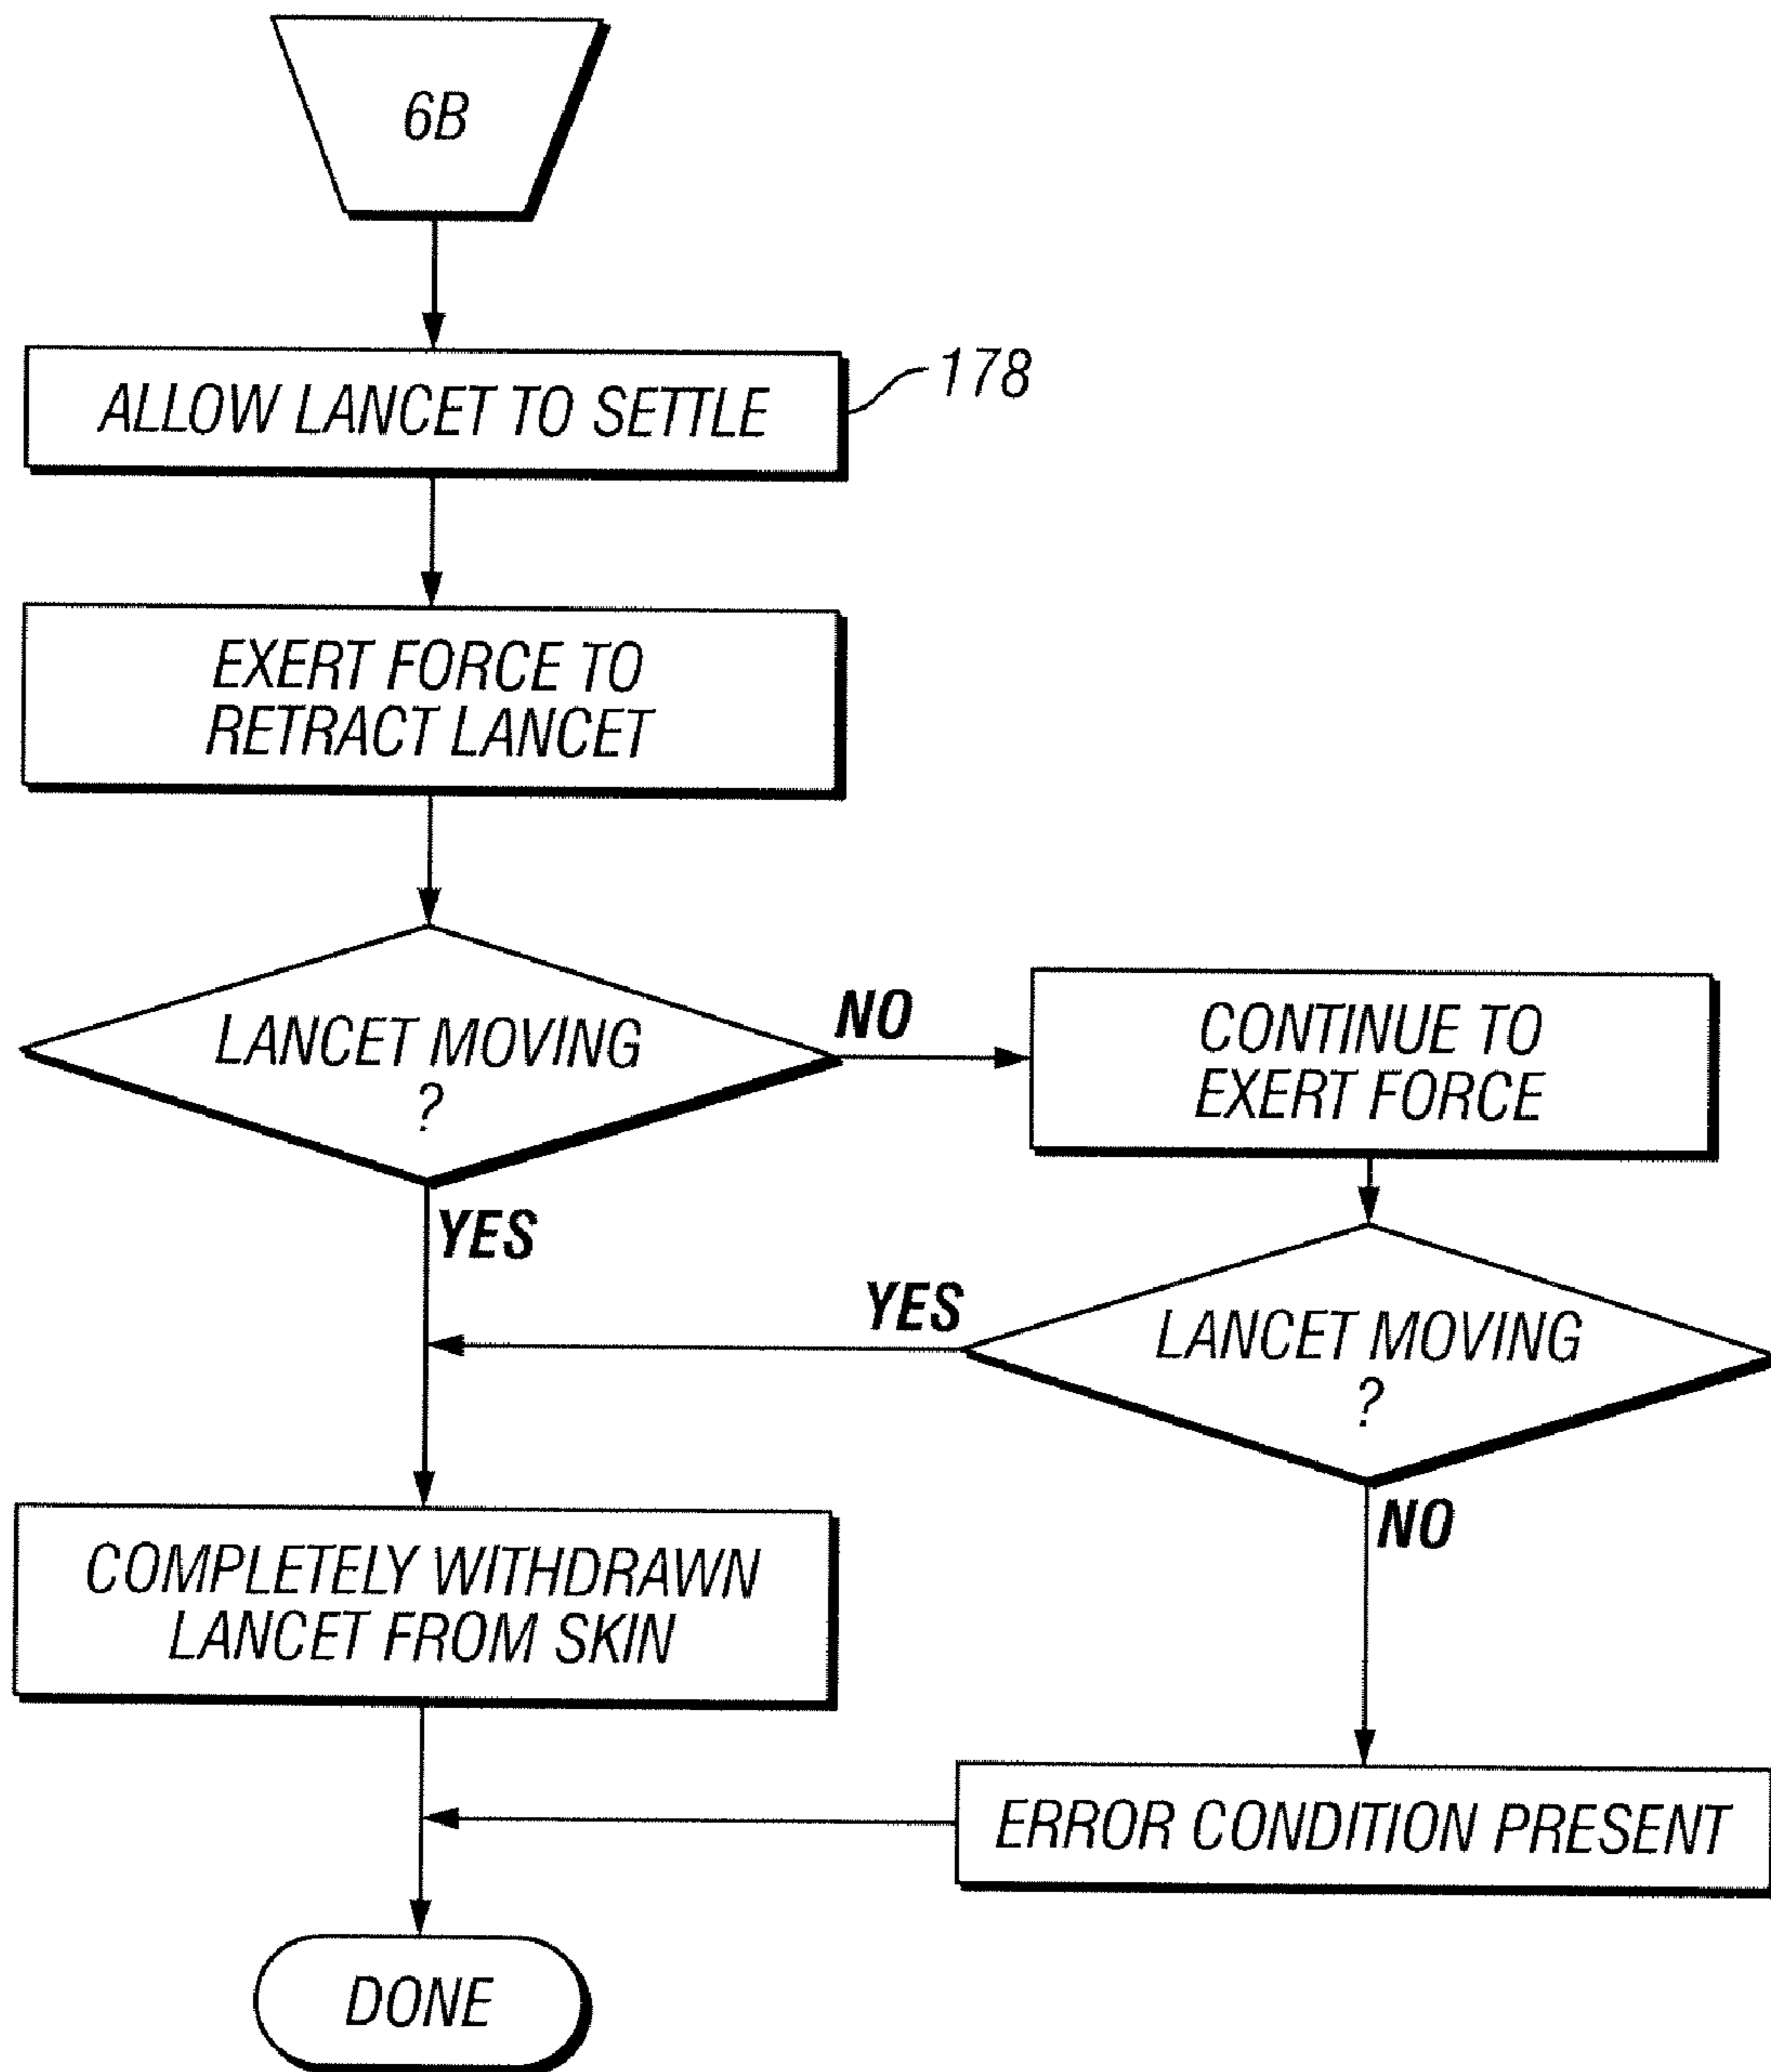 6B
ALLOW LANCET TO SETTLE
178
EXERT FORCE TO
RETRACT LANCET
LANCET MOVING
?
NO
CONTINUE TO
EXERT FORCE
YES
YES
LANCET MOVING
?
NO
COMPLETELY WITHDRAWN
LANCET FROM SKIN
ERROR CONDITION PRESENT
DONE